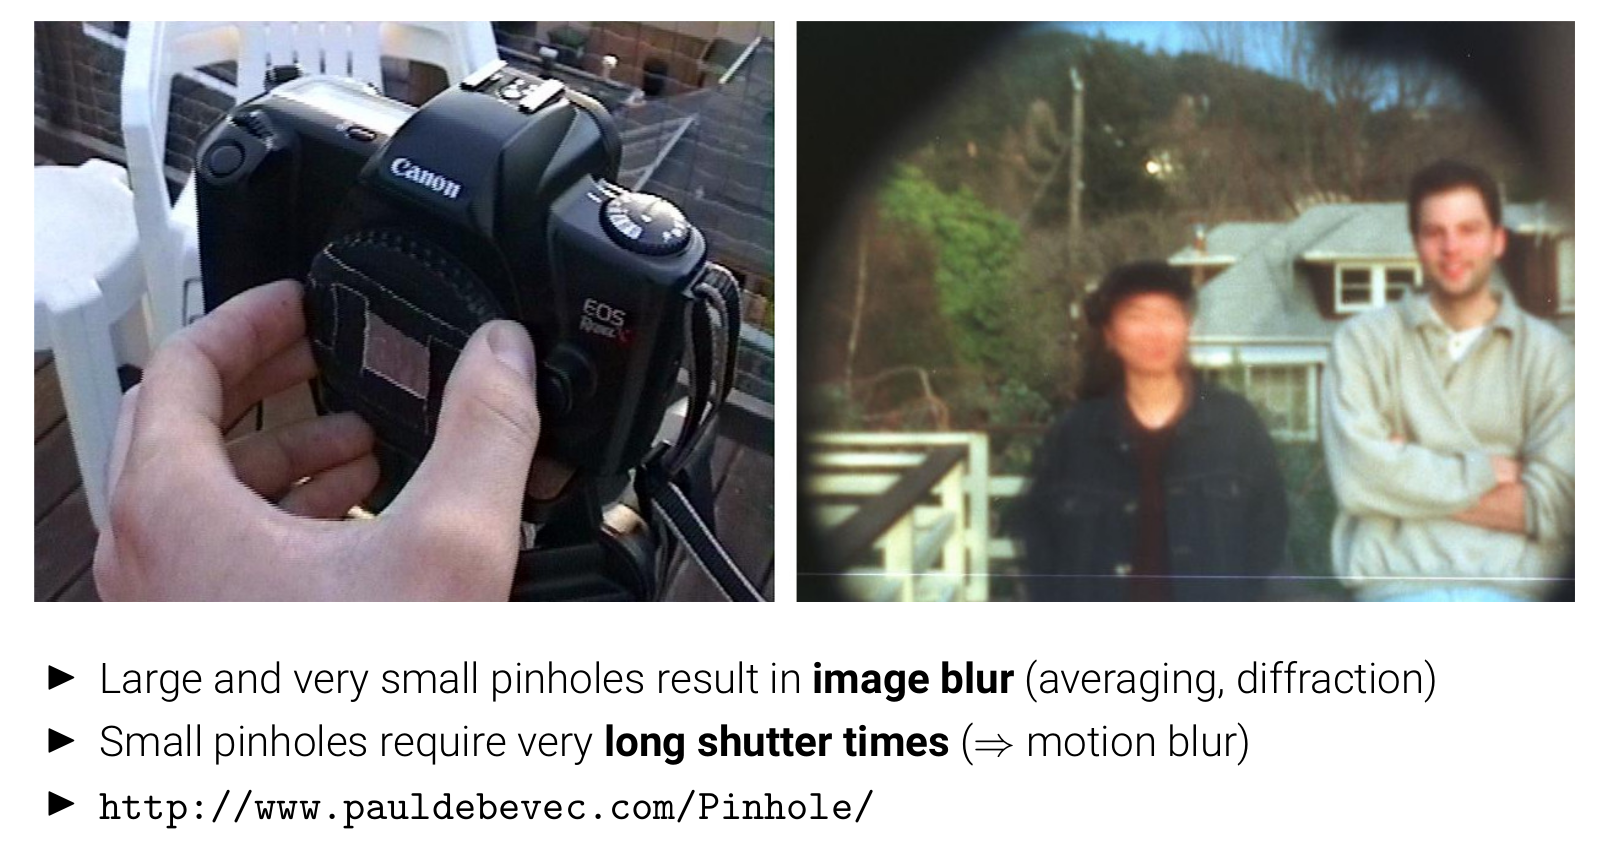 Canon
EOS
Rebel X
► Large and very small pinholes result in image blur (averaging, diffraction)
► Small pinholes require very long shutter times (⇒ motion blur)
► http://www.pauldebevec.com/Pinhole/